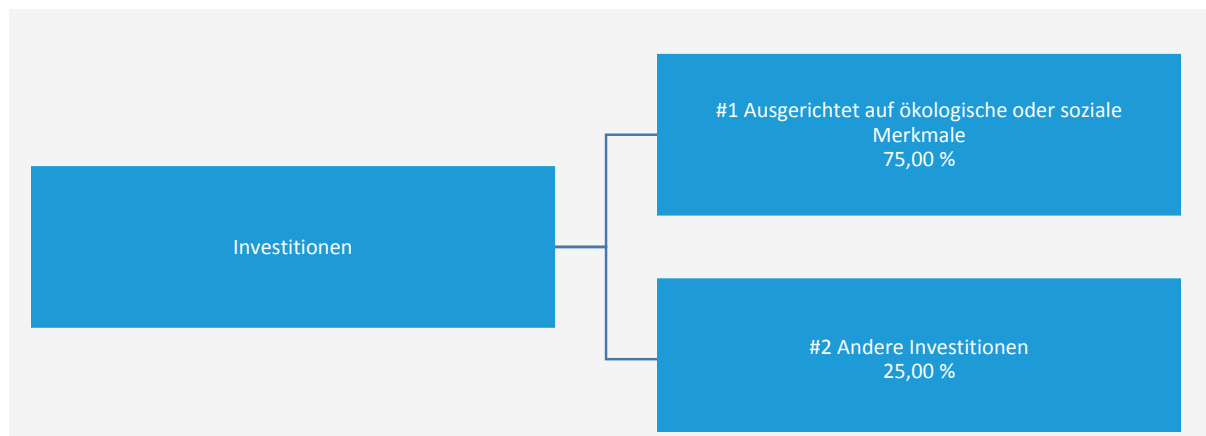 #1 Ausgerichtet auf ökologische oder soziale
Merkmale
75,00 %
Investitionen
#2 Andere Investitionen
25,00 %